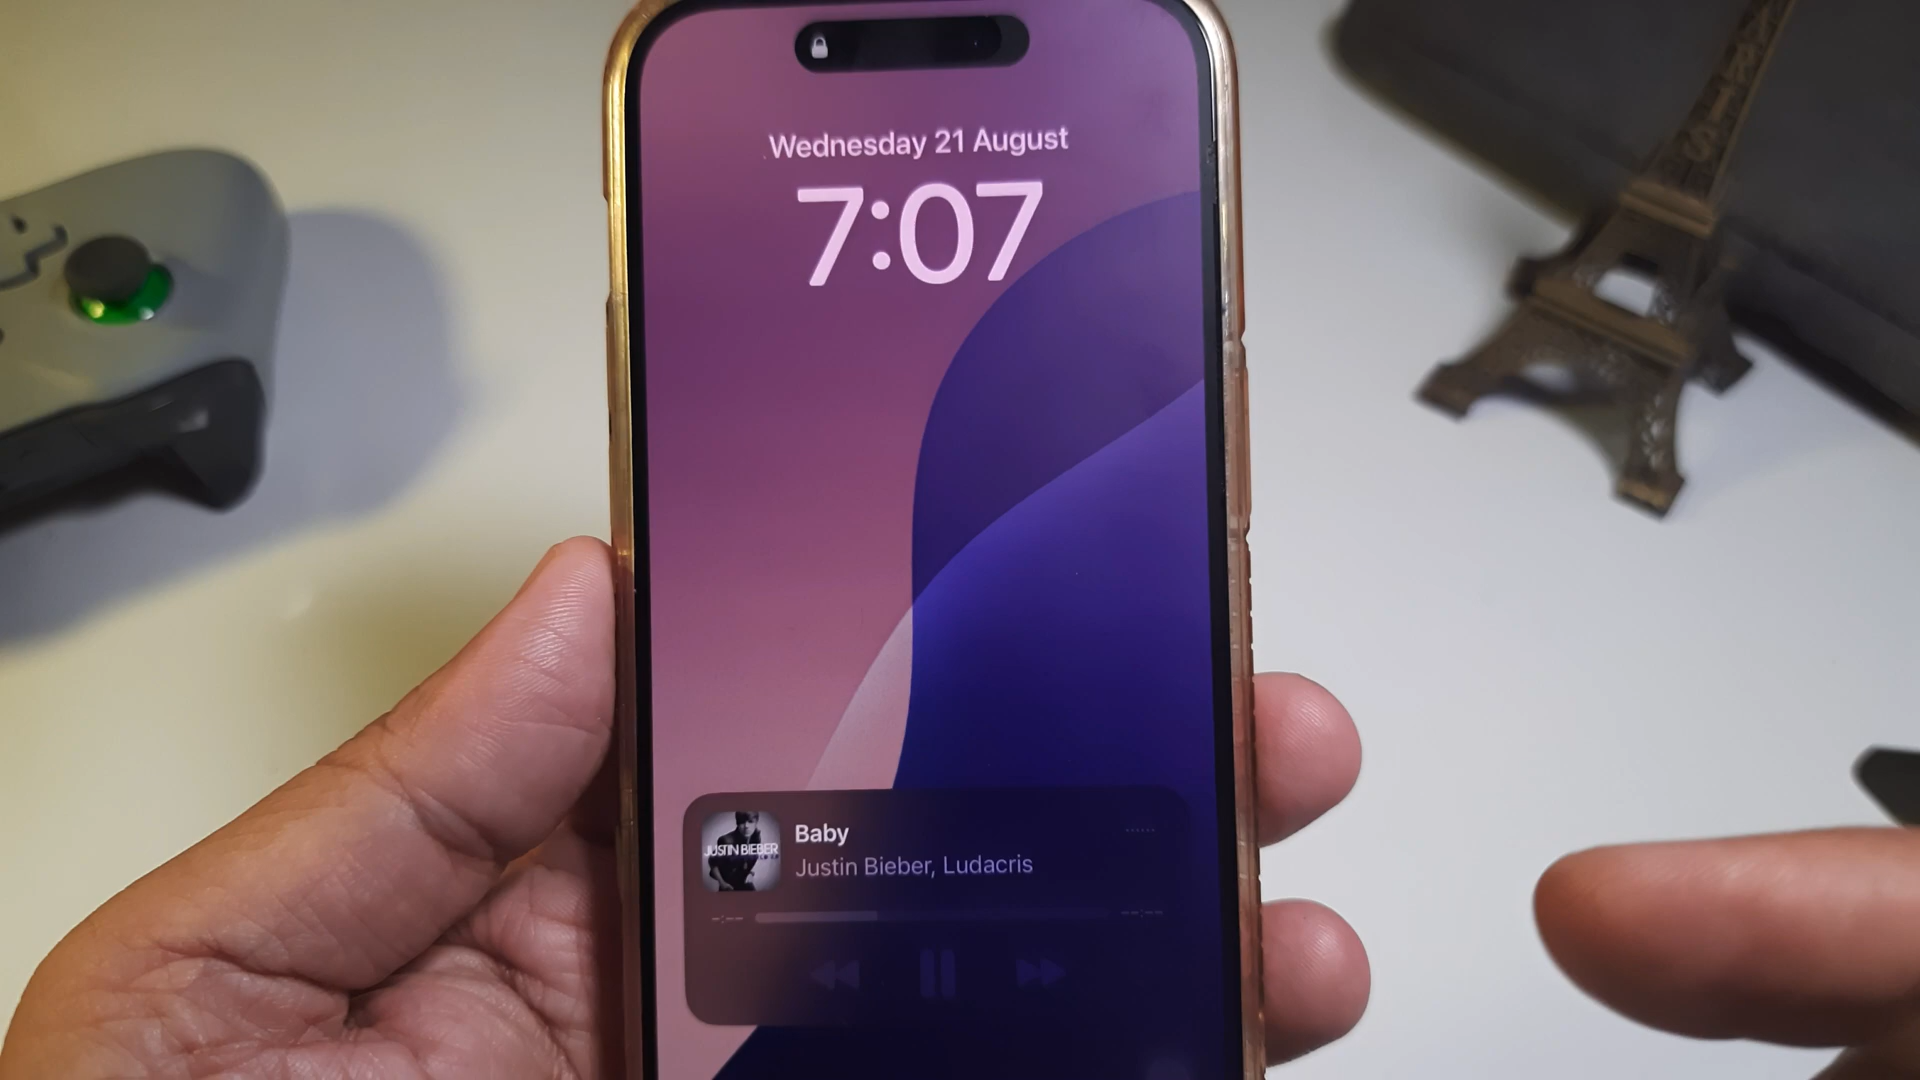 Wednesday 21 August
7:07
Baby
Justin Bieber, Ludacris
JUSTIN BIEBER
-:--
--:--